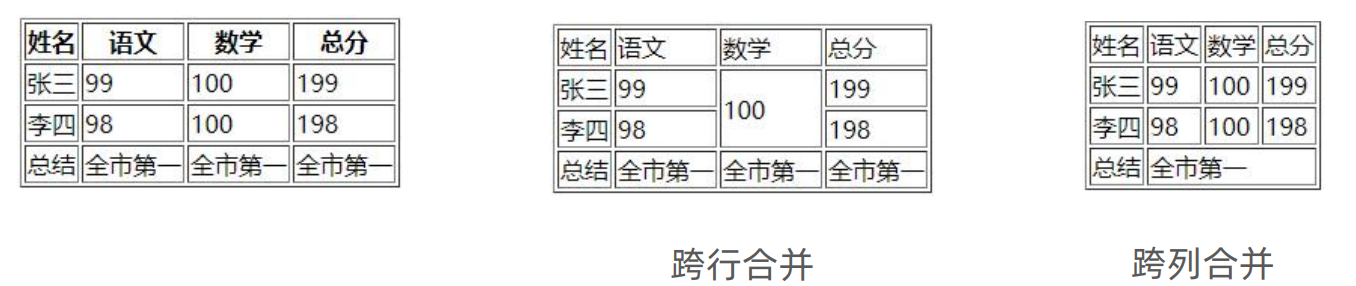 姓名 语文 数学 总分
张三 99 100 199
李四 98 100 198
总结 全市第一 全市第一 全市第一
姓名 语文 数学 总分
张三 99 100 199
李四 98 198
总结 全市第一 全市第一 全市第一
跨行合并
姓名 语文 数学 总分
张三 99 100 199
李四 98 100 198
总结 全市第一
跨列合并